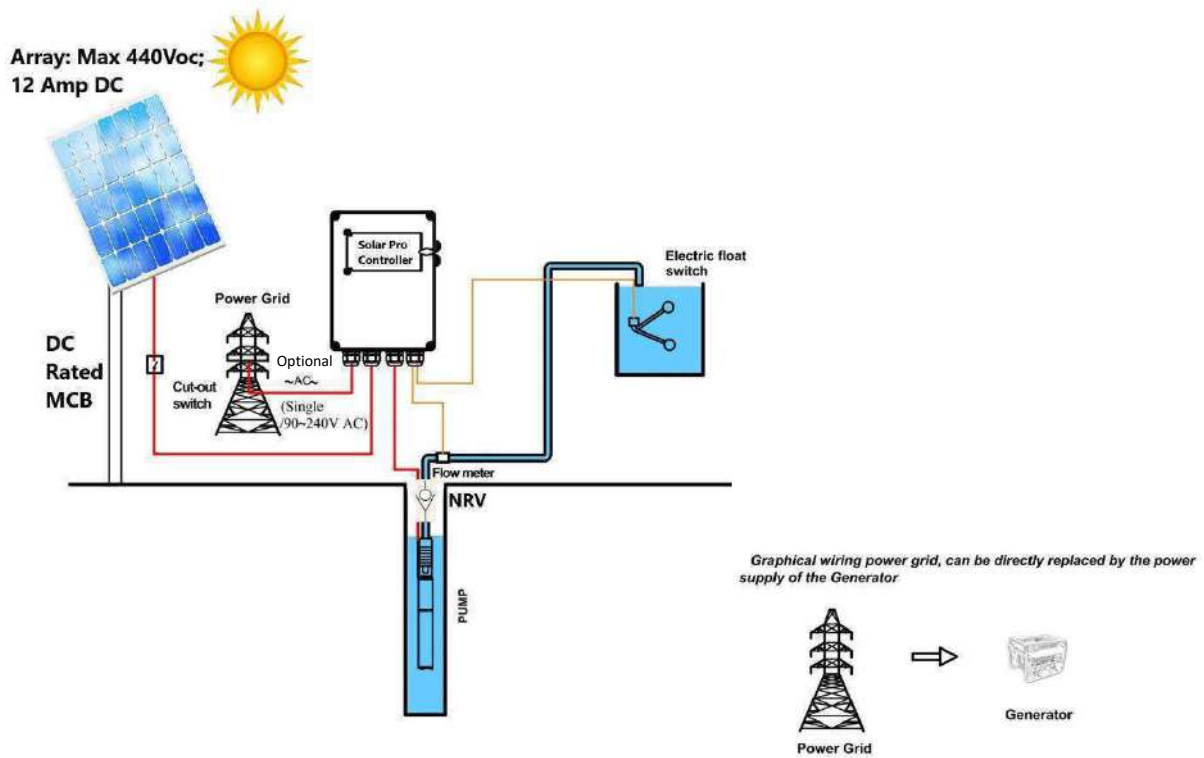 Array: Max 440Voc;
12 Amp DC
Solar Pro
Controller
Electric float
switch
Power Grid
DC
Rated
MCB
Cut-out
switch
Optional
~AC~
(Single
/90~240V AC)
Flow meter
NRV
PUMP
Graphical wiring power grid, can be directly replaced by the power
supply of the Generator
Generator
Power Grid